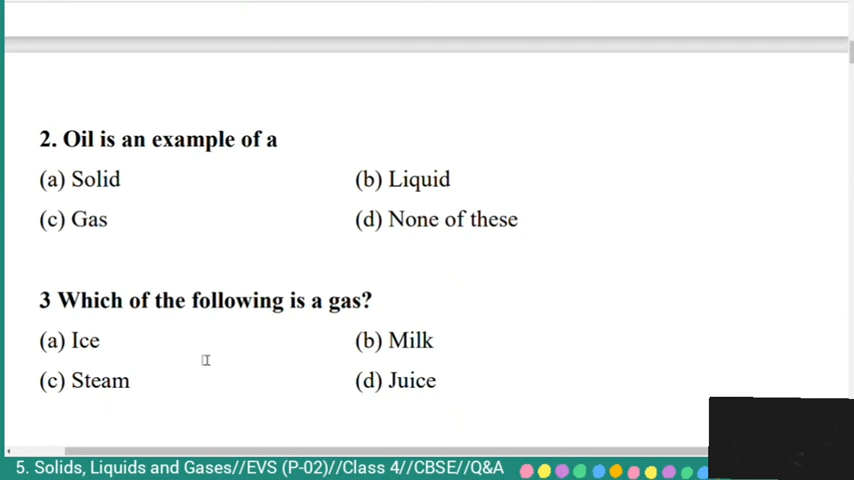 2. Oil is an example of a
(a) Solid (b) Liquid
(c) Gas (d) None of these
3 Which of the following is a gas?
(a) Ice (b) Milk
(c) Steam (d) Juice
5. Solids, Liquids and Gases//EVS (P-02)//Class 4//CBSE//Q&A